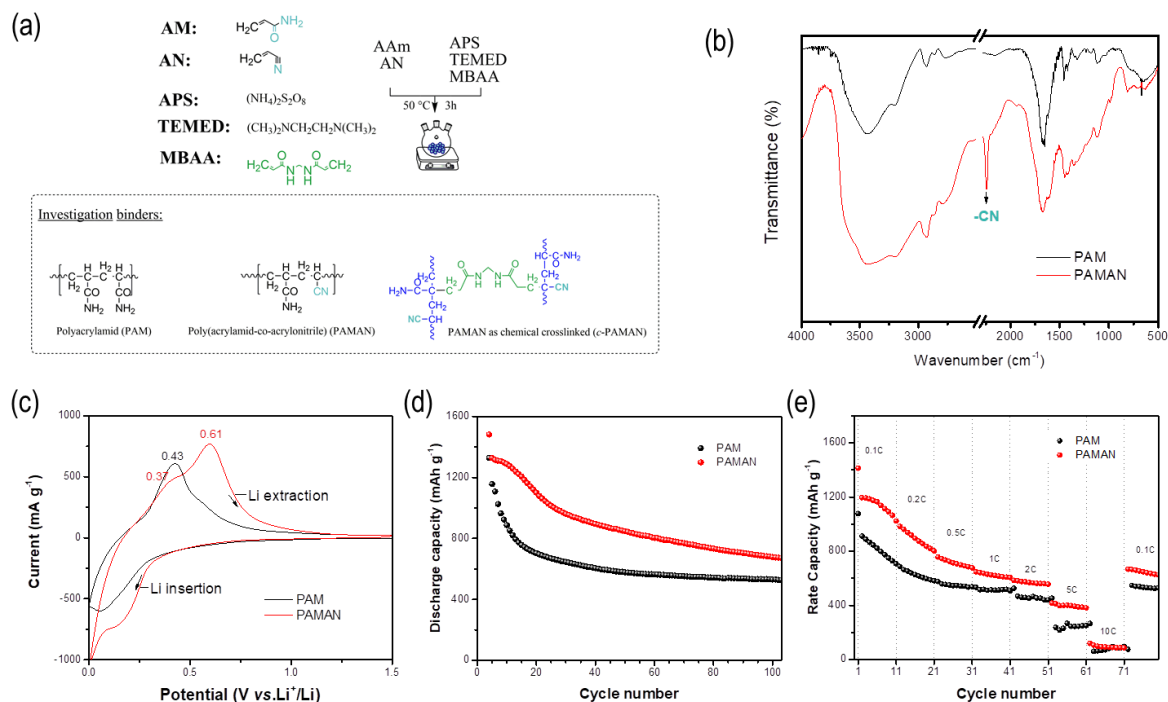 (a)
AM:
H₂C
NH₂
O
AN:
H₂C
N
APS:
(NH₄)₂S₂O₈
TEMED:
(CH₃)₂NCH₂CH₂N(CH₃)₂
MBAA:
H₂C
O
N
H
N
H
O
CH₂
AAm
AN
APS
TEMED
MBAA
50 °C
3h
Investigation binders:
Polyacrylamid (PAM)
Poly(acrylamid-co-acrylonitrile) (PAMAN)
PAMAN as chemical crosslinked (c-PAMAN)
(b)
Transmittance (%)
-CN
PAM
PAMAN
4000 3500 3000 2000 1500 1000 500
Wavenumber (cm⁻¹)
(c)
Current (mA g⁻¹)
1000
500
0
-500
-1000
0.37
0.43
0.61
Li extraction
Li insertion
PAM
PAMAN
0.0 0.5 1.0 1.5
Potential (V vs.Li⁺/Li)
(d)
Discharge capacity (mAh g⁻¹)
1600
1200
800
400
0
PAM
PAMAN
0 20 40 60 80 100
Cycle number
(e)
Rate Capacity (mAh g⁻¹)
1600
1200
800
400
0
0.1C
0.2C
0.5C
1C
2C
5C
10C
0.1C
PAM
PAMAN
1 11 21 31 41 51 61 71
Cycle number